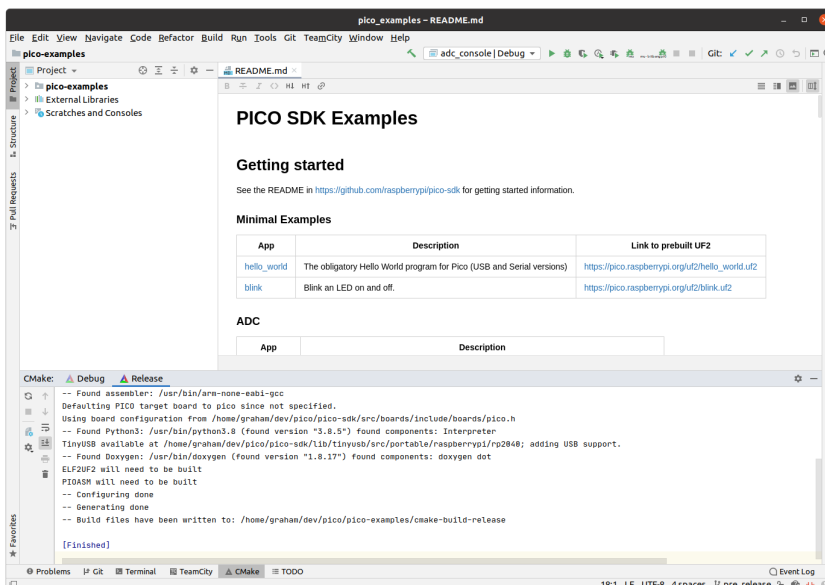 pico_examples – README.md
File Edit View Navigate Code Refactor Build Run Tools Git TeamCity Window Help
pico-examples
adc_console | Debug
Git:
Project
README.md
pico-examples
External Libraries
Scratches and Consoles
Project
Structure
Pull Requests
Favorites
B I <> H↓ H↑
PICO SDK Examples
Getting started
See the README in https://github.com/raspberrypi/pico-sdk for getting started information.
Minimal Examples
App Description Link to prebuilt UF2
hello_world The obligatory Hello World program for Pico (USB and Serial versions) https://pico.raspberrypi.org/uf2/hello_world.uf2
blink Blink an LED on and off. https://pico.raspberrypi.org/uf2/blink.uf2
ADC
App Description
CMake: Debug Release
-- Found assembler: /usr/bin/arm-none-eabi-gcc
Defaulting PICO target board to pico since not specified.
Using board configuration from /home/graham/dev/pico/pico-sdk/src/boards/include/boards/pico.h
-- Found Python3: /usr/bin/python3.8 (found version "3.8.5") found components: Interpreter
TinyUSB available at /home/graham/dev/pico/pico-sdk/lib/tinyusb/src/portable/raspberrypi/rp2040; adding USB support.
-- Found Doxygen: /usr/bin/doxygen (found version "1.8.17") found components: doxygen dot
ELF2UF2 will need to be built
PIOASM will need to be built
-- Configuring done
-- Generating done
-- Build files have been written to: /home/graham/dev/pico/pico-examples/cmake-build-release
[Finished]
Problems Git Terminal TeamCity CMake TODO Event Log
18:1 LF UTF-8 4 spaces pre_release